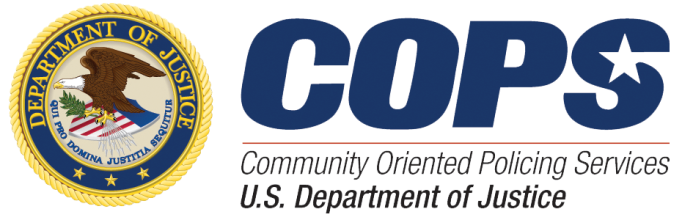 DEPARTMENT OF JUSTICE
QUI PRO DOMINA JUSTITIA SEQUITUR
COPS
Community Oriented Policing Services
U.S. Department of Justice